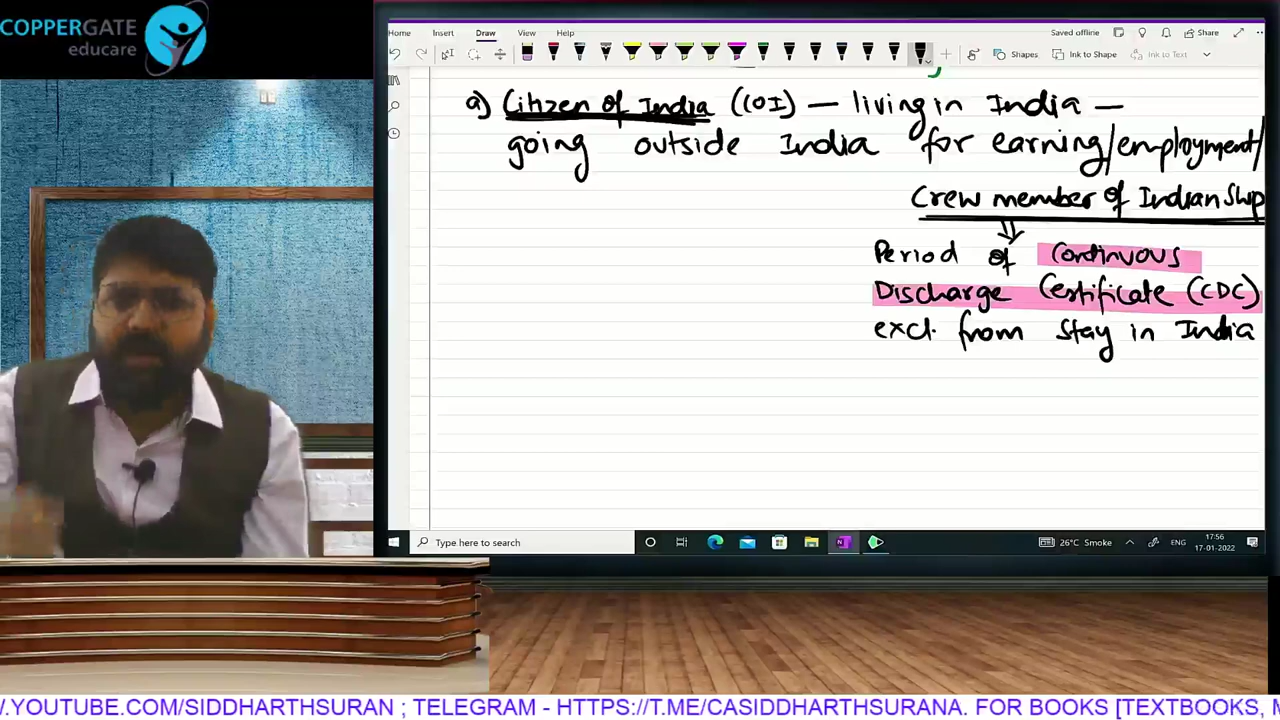 COPPERGATE
educare
Home Insert Draw View Help
Saved offline
Share
Shapes
Ink to Shape
Ink to Text
a) Citizen of India (COI) — living in India —
going outside India for earning/employment/
Crew member of Indian Ship
Period of Continuous
Discharge Certificate (CDC)
excl. from stay in India
Type here to search
26°C Smoke
ENG
17:56
17-01-2022
W.YOUTUBE.COM/SIDDHARTHSURAN ; TELEGRAM - HTTPS://T.ME/CASIDDHARTHSURANA. FOR BOOKS [TEXTBOOKS, M